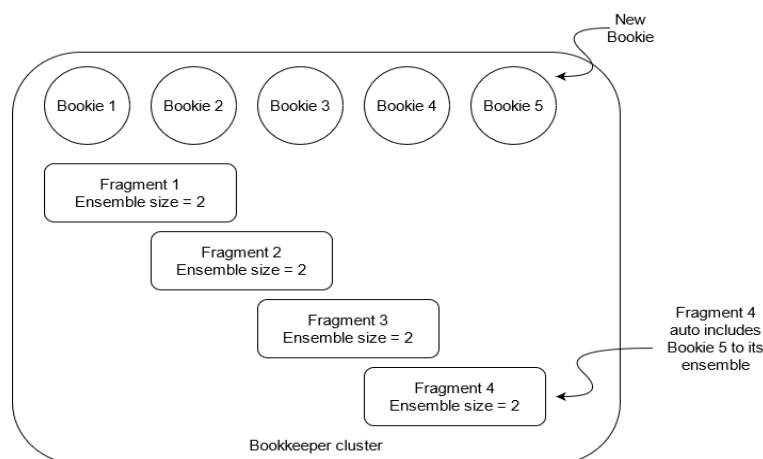 New
Bookie
Bookie 1
Bookie 2
Bookie 3
Bookie 4
Bookie 5
Fragment 1
Ensemble size = 2
Fragment 2
Ensemble size = 2
Fragment 3
Ensemble size = 2
Fragment 4
auto includes
Bookie 5 to its
ensemble
Fragment 4
Ensemble size = 2
Bookkeeper cluster